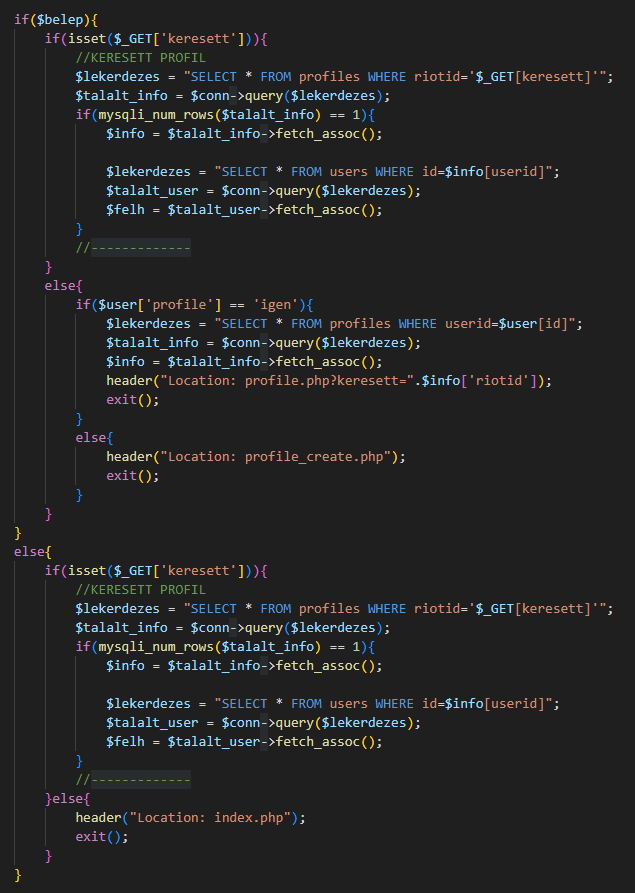 if($belep){
    if(isset($_GET['keresett'])){
        //KERESETT PROFIL
        $lekerdezes = "SELECT * FROM profiles WHERE riotid='$_GET[keresett]'";
        $talalt_info = $conn->query($lekerdezes);
        if(mysqli_num_rows($talalt_info) == 1){
            $info = $talalt_info->fetch_assoc();

            $lekerdezes = "SELECT * FROM users WHERE id=$info[userid]";
            $talalt_user = $conn->query($lekerdezes);
            $felh = $talalt_user->fetch_assoc();
        }
        //-------------
    }
    else{
        if($user['profile'] == 'igen'){
            $lekerdezes = "SELECT * FROM profiles WHERE userid=$user[id]";
            $talalt_info = $conn->query($lekerdezes);
            $info = $talalt_info->fetch_assoc();
            header("Location: profile.php?keresett=".$info['riotid']);
            exit();
        }
        else{
            header("Location: profile_create.php");
            exit();
        }
    }
}
else{
    if(isset($_GET['keresett'])){
        //KERESETT PROFIL
        $lekerdezes = "SELECT * FROM profiles WHERE riotid='$_GET[keresett]'";
        $talalt_info = $conn->query($lekerdezes);
        if(mysqli_num_rows($talalt_info) == 1){
            $info = $talalt_info->fetch_assoc();

            $lekerdezes = "SELECT * FROM users WHERE id=$info[userid]";
            $talalt_user = $conn->query($lekerdezes);
            $felh = $talalt_user->fetch_assoc();
        }
        //-------------
    }else{
        header("Location: index.php");
        exit();
    }
}